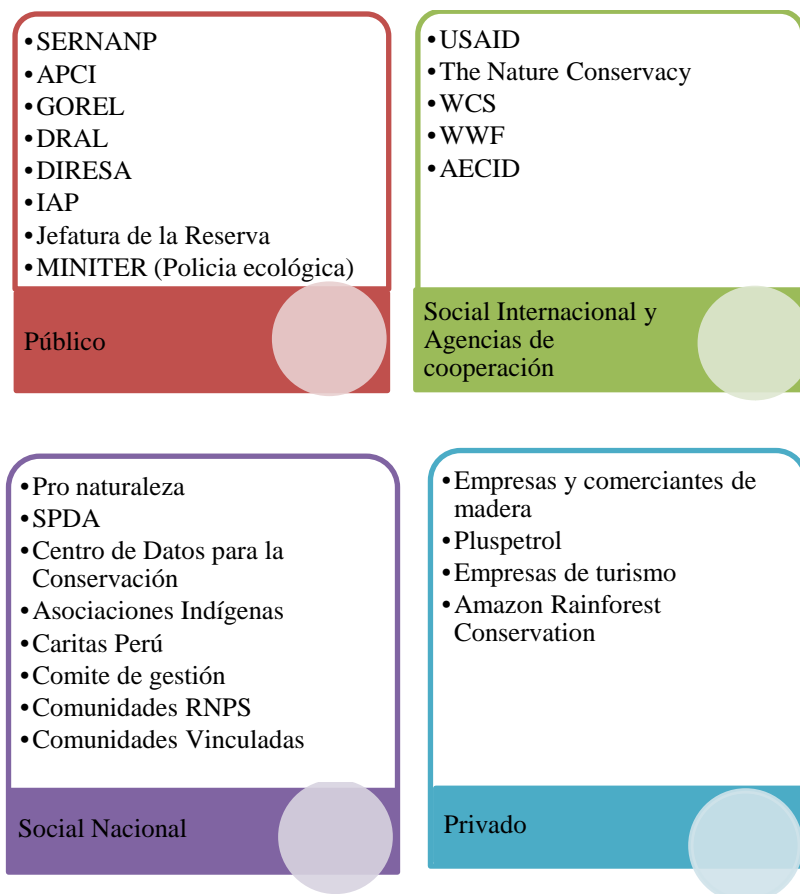 •SERNANP
•APCI
•GOREL
•DRAL
•DIRESA
•IAP
•Jefatura de la Reserva
•MINITER (Policia ecológica)
Público
•USAID
•The Nature Conservacy
•WCS
•WWF
•AECID
Social Internacional y
Agencias de
cooperación
•Pro naturaleza
•SPDA
•Centro de Datos para la
Conservación
•Asociaciones Indígenas
•Caritas Perú
•Comite de gestión
•Comunidades RNPS
•Comunidades Vinculadas
Social Nacional
•Empresas y comerciantes de
madera
•Pluspetrol
•Empresas de turismo
•Amazon Rainforest
Conservation
Privado